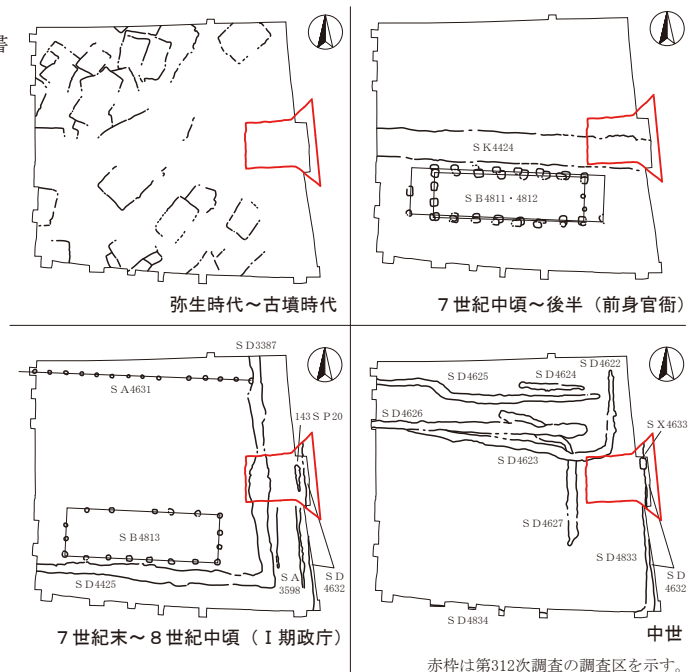 書
弥生時代～古墳時代
SK4424
SB4811・4812
7世紀中頃～後半（前身官衙）
SD3387
SA4631
143SP20
SB4813
SD4425
SA
3598
SD
4632
7世紀末～8世紀中頃（Ⅰ期政庁）
SD4622
SD4625
SD4624
SD4626
SX4633
SD4623
SD4627
SD4833
SD
4632
SD4834
中世
赤枠は第312次調査の調査区を示す。